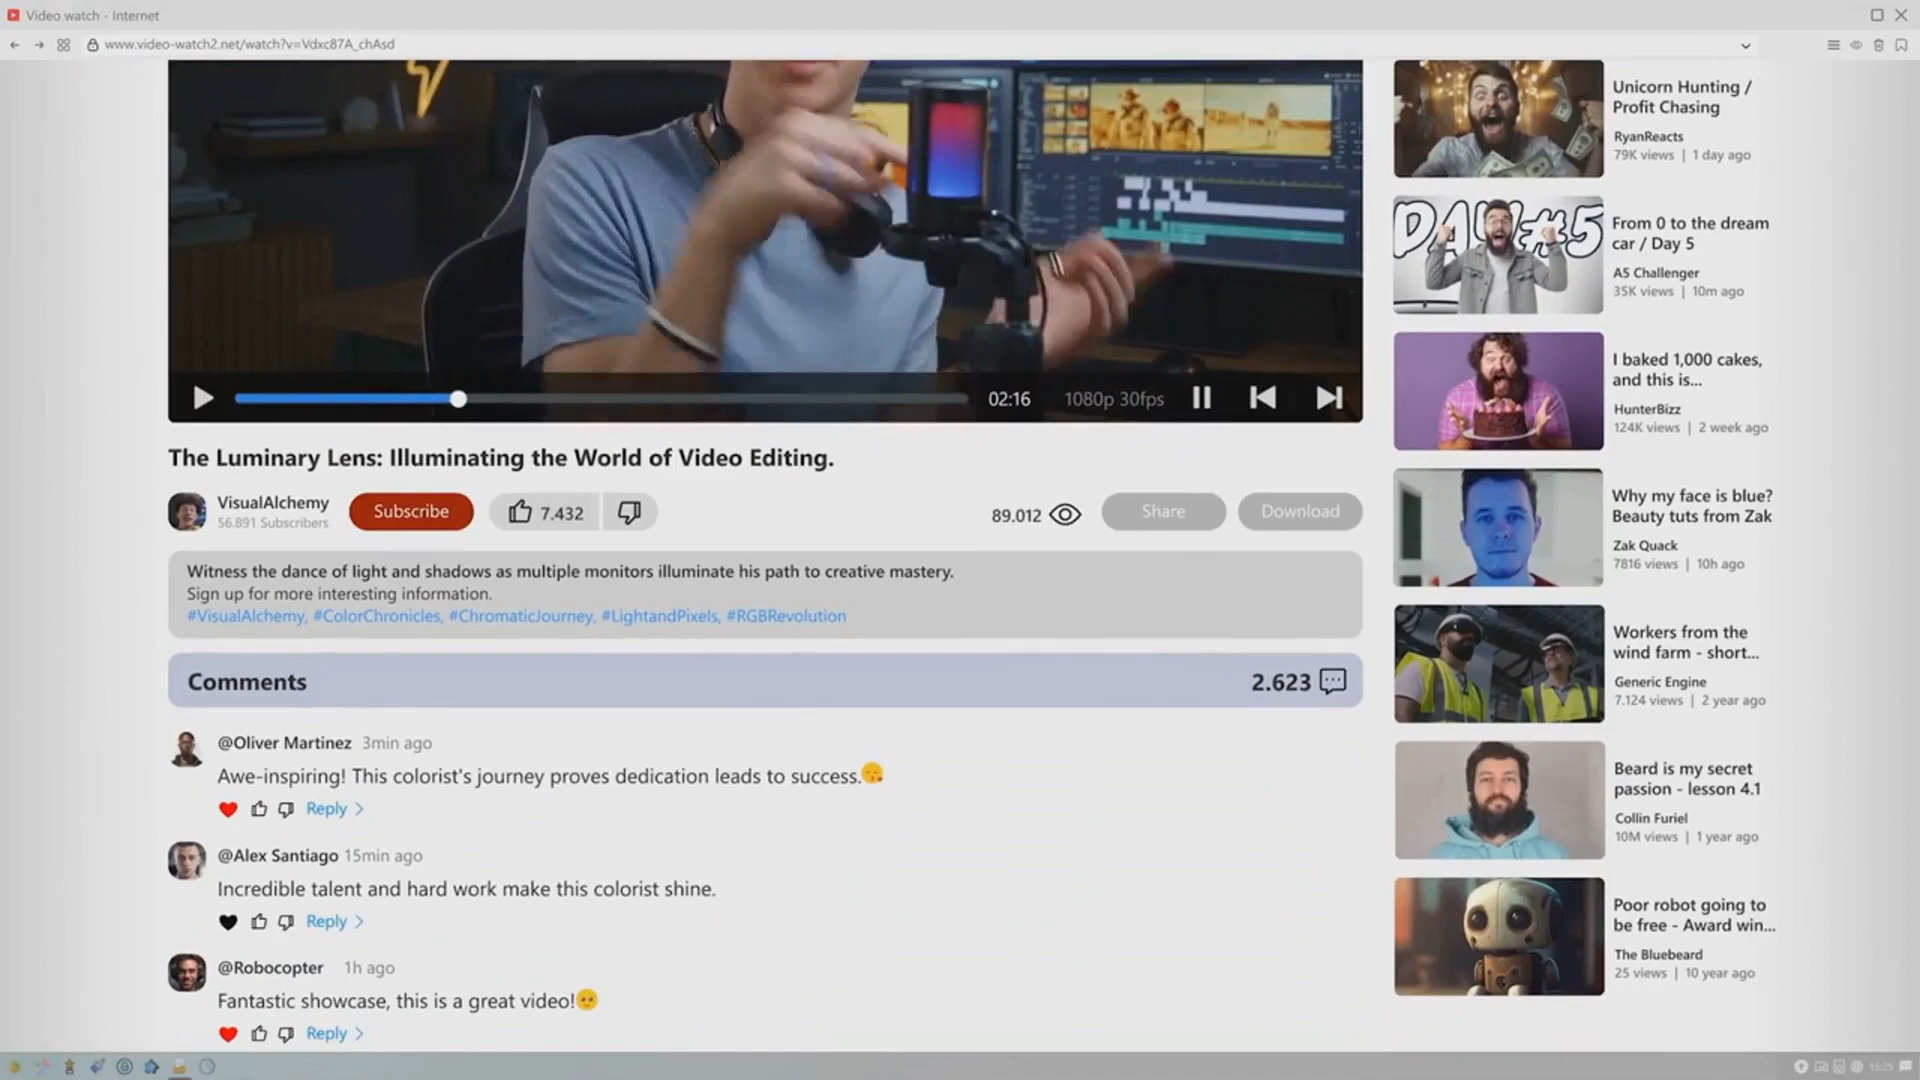 Video watch - Internet
www.video-watch2.net/watch?v=Vdxc87A_chAsd
02:16
1080p 30fps
The Luminary Lens: Illuminating the World of Video Editing.
VisualAlchemy
56.891 Subscribers
Subscribe
7.432
89.012
Share
Download
Witness the dance of light and shadows as multiple monitors illuminate his path to creative mastery.
Sign up for more interesting information.
#VisualAlchemy, #ColorChronicles, #ChromaticJourney, #LightandPixels, #RGBRevolution
Comments
2.623
@Oliver Martinez 3min ago
Awe-inspiring! This colorist's journey proves dedication leads to success.
Reply
@Alex Santiago 15min ago
Incredible talent and hard work make this colorist shine.
Reply
@Robocopter 1h ago
Fantastic showcase, this is a great video!
Reply
Unicorn Hunting /
Profit Chasing
RyanReacts
79K views | 1 day ago
DAY #5
From 0 to the dream
car / Day 5
A5 Challenger
35K views | 10m ago
I baked 1,000 cakes,
and this is...
HunterBizz
124K views | 2 week ago
Why my face is blue?
Beauty tuts from Zak
Zak Quack
7816 views | 10h ago
Workers from the
wind farm - short...
Generic Engine
7.124 views | 2 year ago
Beard is my secret
passion - lesson 4.1
Collin Furiel
10M views | 1 year ago
Poor robot going to
be free - Award win...
The Bluebeard
25 views | 10 year ago
15:25